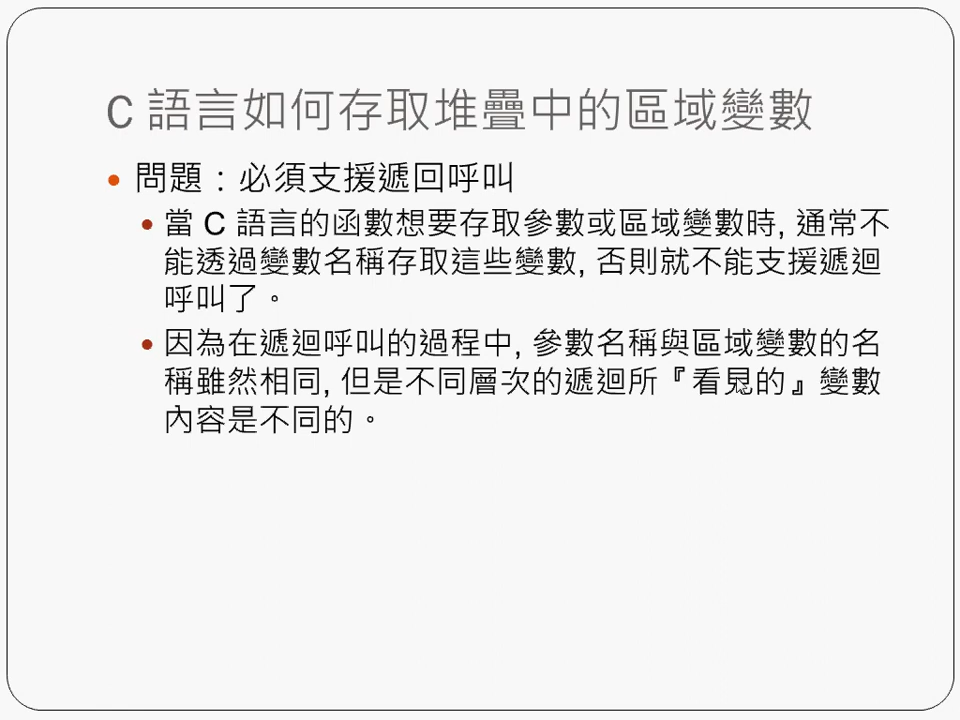 C 語言如何存取堆疊中的區域變數
• 問題：必須支援遞回呼叫
• 當 C 語言的函數想要存取參數或區域變數時, 通常不
能透過變數名稱存取這些變數, 否則就不能支援遞迴
呼叫了。
• 因為在遞迴呼叫的過程中, 參數名稱與區域變數的名
稱雖然相同, 但是不同層次的遞迴所『看見的』變數
內容是不同的。